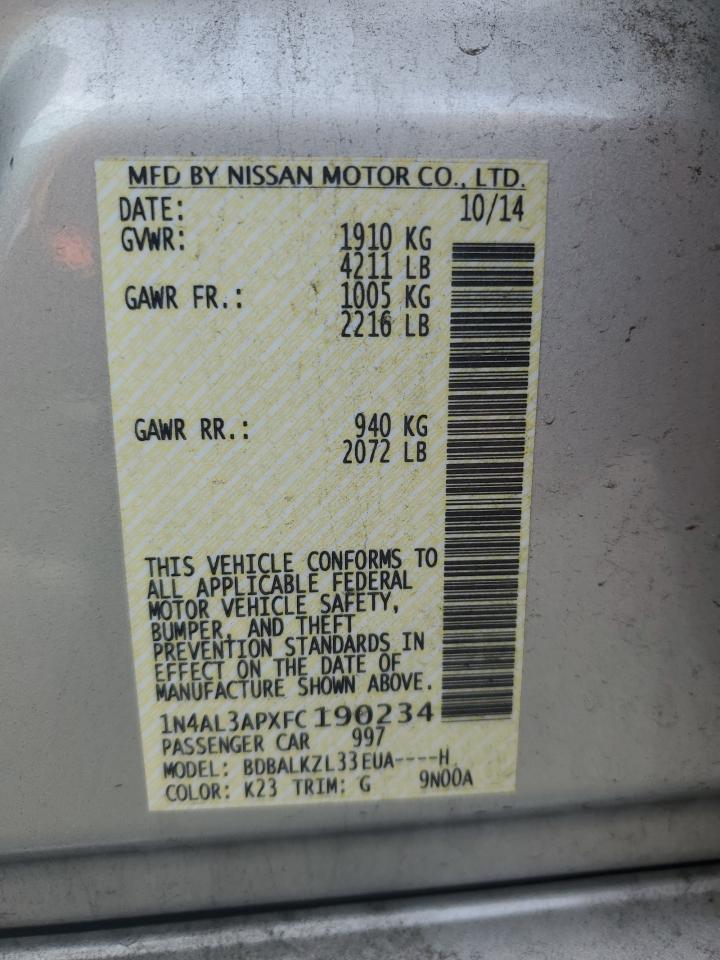 MFD BY NISSAN MOTOR CO., LTD.
DATE: 10/14
GVWR: 1910 KG
4211 LB
GAWR FR.: 1005 KG
2216 LB
GAWR RR.: 940 KG
2072 LB
THIS VEHICLE CONFORMS TO
ALL APPLICABLE FEDERAL
MOTOR VEHICLE SAFETY,
BUMPER, AND THEFT
PREVENTION STANDARDS IN
EFFECT ON THE DATE OF
MANUFACTURE SHOWN ABOVE.
1N4AL3APXFC190234
PASSENGER CAR 997
MODEL: BDBALKZL33EUA----H
COLOR: K23 TRIM: G 9N00A